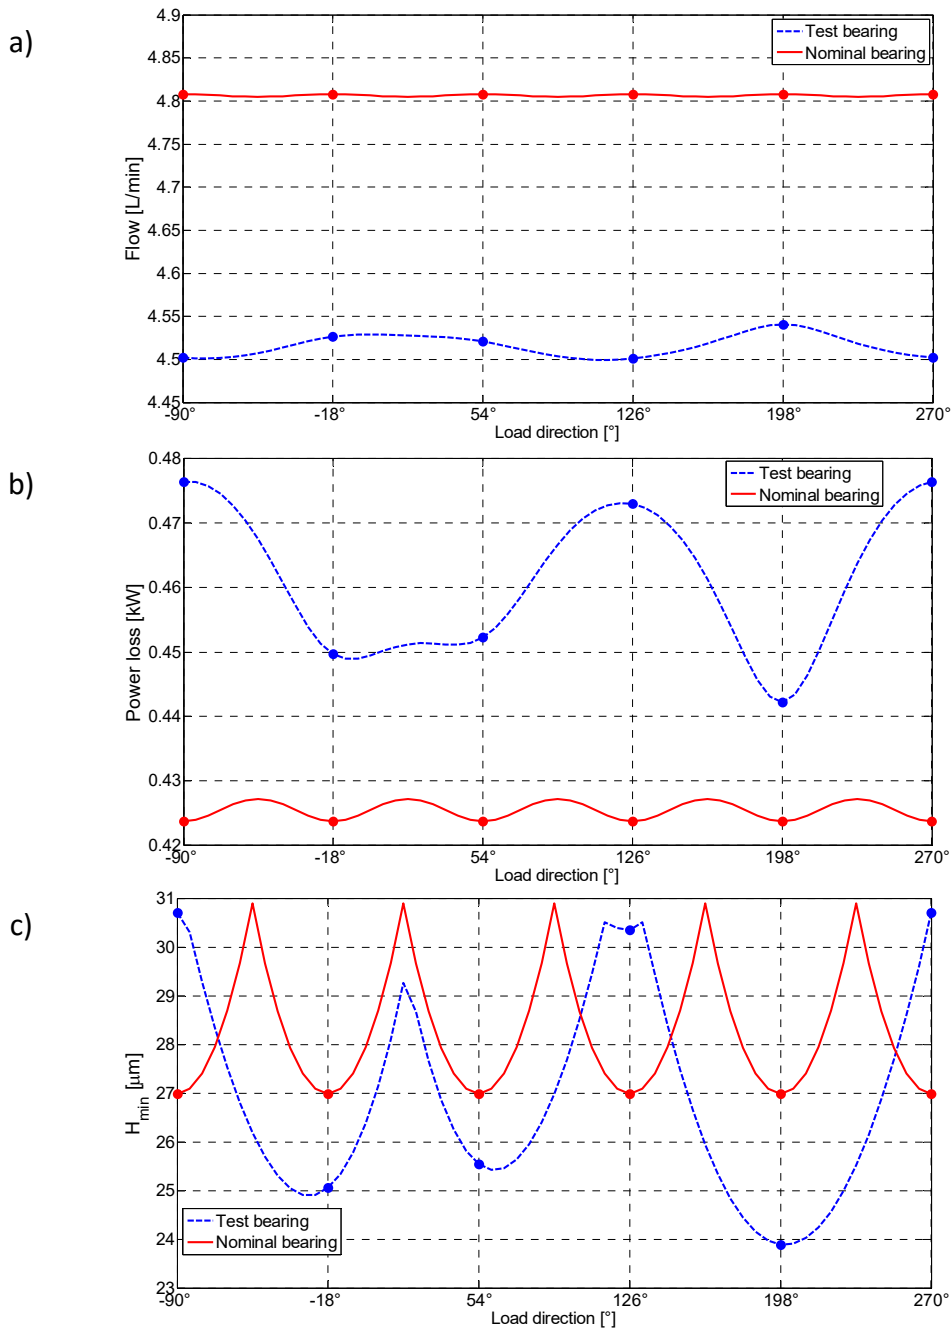 a)
4.9
4.85
4.8
4.75
4.7
4.65
4.6
4.55
4.5
4.45
Flow [L/min]
Test bearing
Nominal bearing
-90° -18° 54° 126° 198° 270°
Load direction [°]
b)
0.48
0.47
0.46
0.45
0.44
0.43
0.42
Power loss [kW]
Test bearing
Nominal bearing
-90° -18° 54° 126° 198° 270°
Load direction [°]
c)
31
30
29
28
27
26
25
24
23
H_min [µm]
Test bearing
Nominal bearing
-90° -18° 54° 126° 198° 270°
Load direction [°]